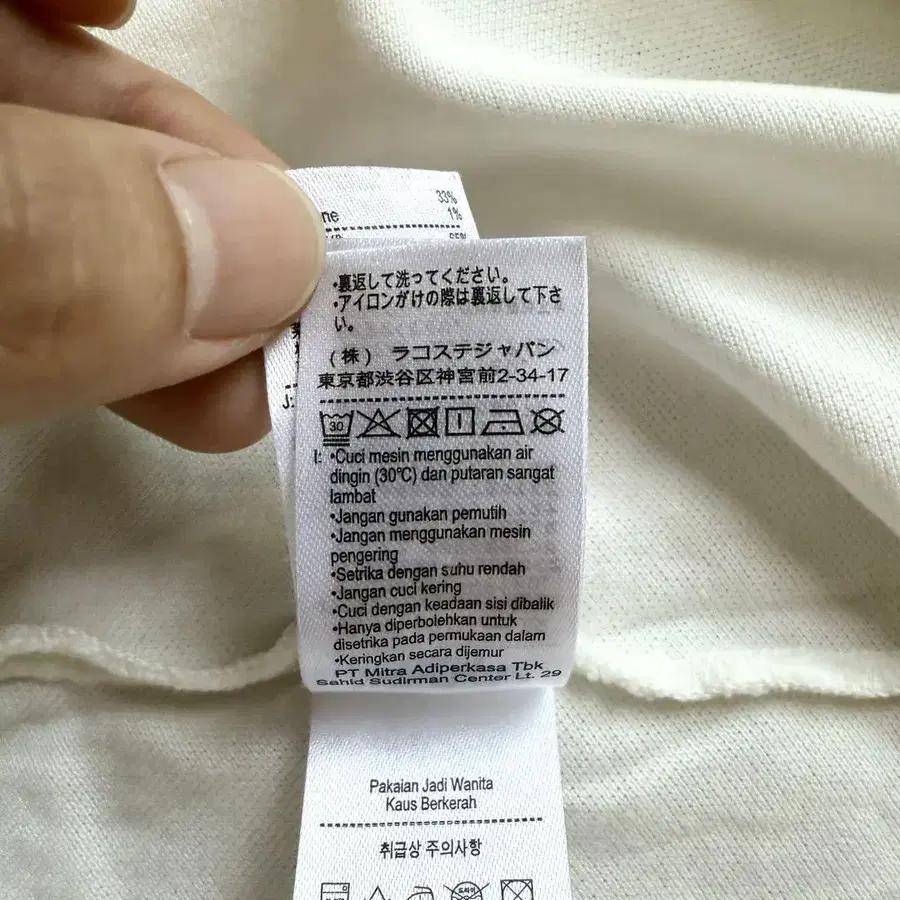 33%
ne 1%
・裏返して洗ってください。
・アイロンがけの際は裏返して下さ
い。
(株) ラコステジャパン
東京都渋谷区神宮前2-34-17
30
J:
I: •Cuci mesin menggunakan air
dingin (30°C) dan putaran sangat
lambat
•Jangan gunakan pemutih
•Jangan menggunakan mesin
pengering
•Setrika dengan suhu rendah
•Jangan cuci kering
•Cuci dengan keadaan sisi dibalik
•Hanya diperbolehkan untuk
disetrika pada permukaan dalam
•Keringkan secara dijemur
PT Mitra Adiperkasa Tbk
Sahid Sudirman Center Lt. 29
Pakaian Jadi Wanita
Kaus Berkerah
취급상 주의사항
드라이